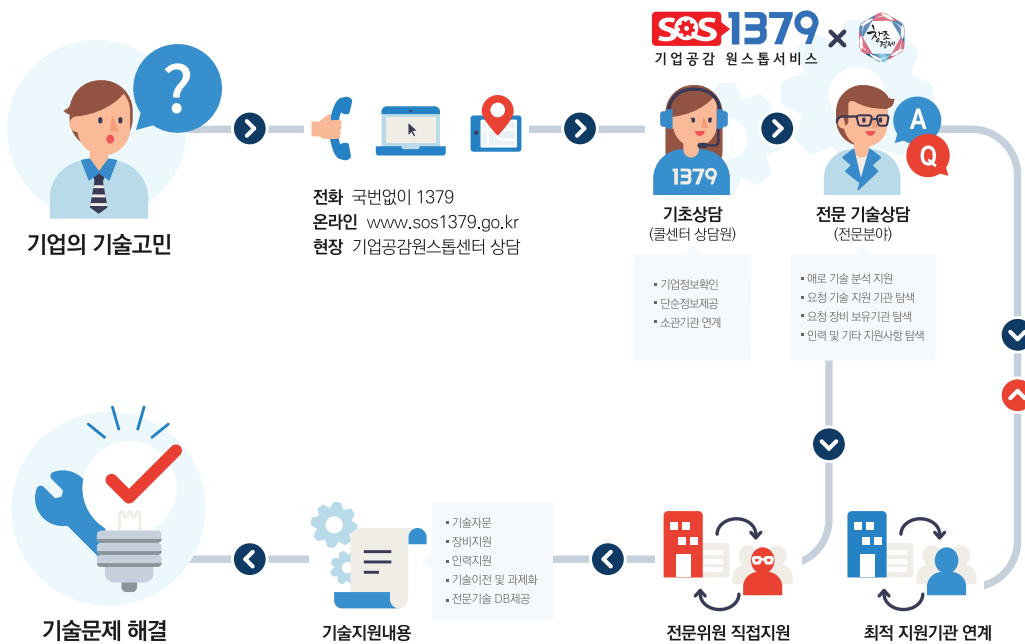 SOS 1379
기업공감 원스톱서비스
×
창조경제
?
A
Q
1379
기업의 기술고민
전화 국번없이 1379
온라인 www.sos1379.go.kr
현장 기업공감원스톱센터 상담
기초상담
(콜센터 상담원)
▪ 기업정보확인
▪ 단순정보제공
▪ 소관기관 연계
전문 기술상담
(전문분야)
▪ 애로 기술 분석 지원
▪ 요청 기술 지원 기관 탐색
▪ 요청 장비 보유기관 탐색
▪ 인력 및 기타 지원사항 탐색
최적 지원기관 연계
전문위원 직접지원
▪ 기술자문
▪ 장비지원
▪ 인력지원
▪ 기술이전 및 과제화
▪ 전문기술 DB제공
기술지원내용
기술문제 해결